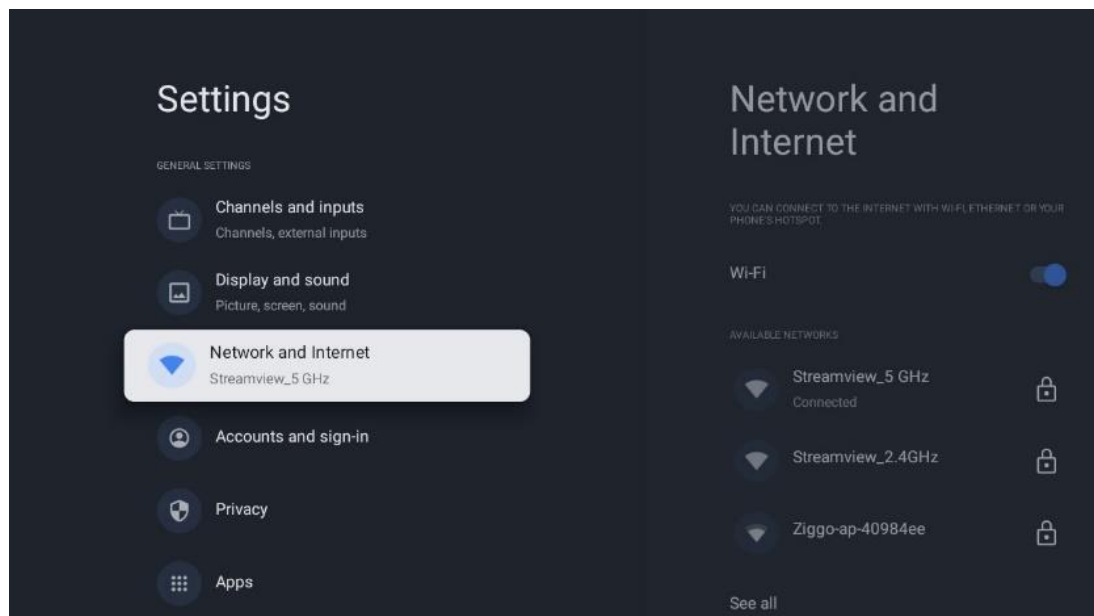 Settings
GENERAL SETTINGS
Channels and inputs
Channels, external inputs
Display and sound
Picture, screen, sound
Network and Internet
Streamview_5 GHz
Accounts and sign-in
Privacy
Apps
Network and
Internet
YOU CAN CONNECT TO THE INTERNET WITH WI-FI, ETHERNET OR YOUR
PHONE'S HOTSPOT.
Wi-Fi
AVAILABLE NETWORKS
Streamview_5 GHz
Connected
Streamview_2.4GHz
Ziggo-ap-40984ee
See all